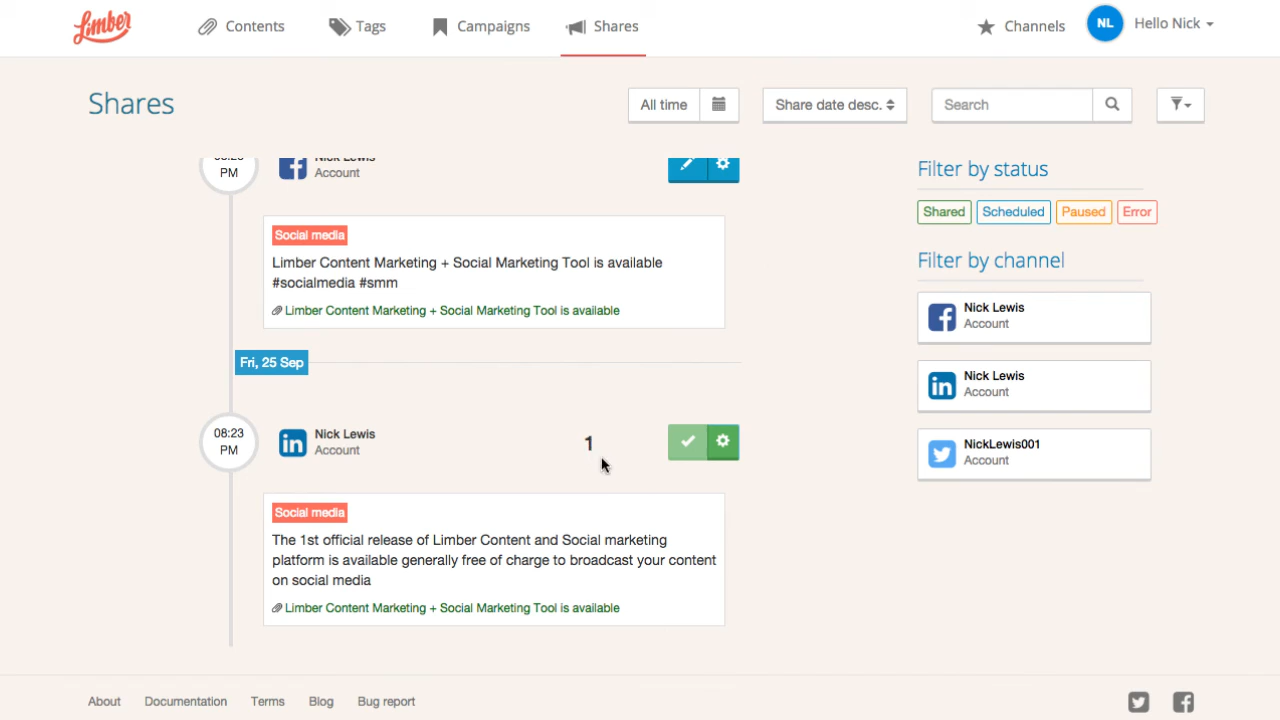 Limber
Contents
Tags
Campaigns
Shares
Channels
NL
Hello Nick
Shares
All time
Share date desc.
Search
08:23
PM
Nick Lewis
Account
Social media
Limber Content Marketing + Social Marketing Tool is available
#socialmedia #smm
Limber Content Marketing + Social Marketing Tool is available
Fri, 25 Sep
08:23
PM
Nick Lewis
Account
1
Social media
The 1st official release of Limber Content and Social marketing
platform is available generally free of charge to broadcast your content
on social media
Limber Content Marketing + Social Marketing Tool is available
Filter by status
Shared
Scheduled
Paused
Error
Filter by channel
Nick Lewis
Account
Nick Lewis
Account
NickLewis001
Account
About
Documentation
Terms
Blog
Bug report